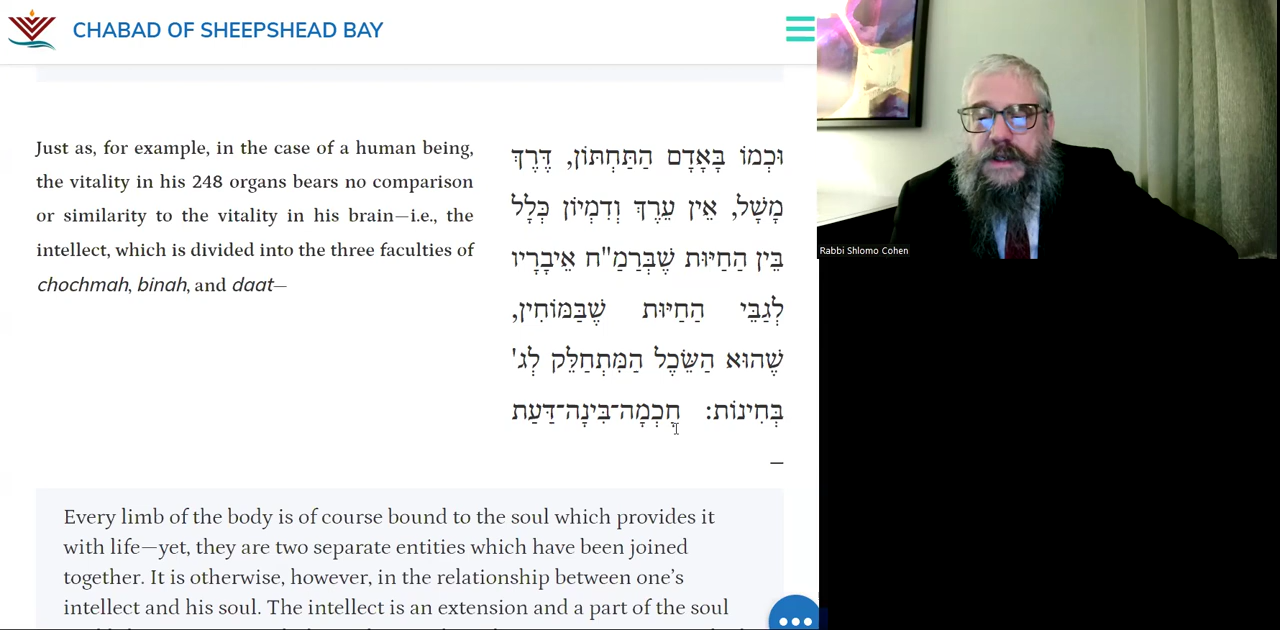 CHABAD OF SHEEPSHEAD BAY
Just as, for example, in the case of a human being,
the vitality in his 248 organs bears no comparison
or similarity to the vitality in his brain—i.e., the
intellect, which is divided into the three faculties of
chochmah, binah, and daat—
וּכְמוֹ בָּאָדָם הַתַּחְתּוֹן, דֶּרֶךְ
מָשָׁל, אֵין עֵרֶךְ וְדִמְיוֹן כְּלָל
בֵּין הַחַיּוּת שֶׁבְּרַמַ"ח אֵיבָרָיו
לְגַבֵּי הַחַיּוּת שֶׁבַּמּוֹחִין,
שֶׁהוּא הַשֵּׂכֶל הַמִּתְחַלֵּק לְג'
בְּחִינוֹת: חָכְמָה־בִּינָה־דַּעַת
–
Every limb of the body is of course bound to the soul which provides it
with life—yet, they are two separate entities which have been joined
together. It is otherwise, however, in the relationship between one's
intellect and his soul. The intellect is an extension and a part of the soul
Rabbi Shlomo Cohen